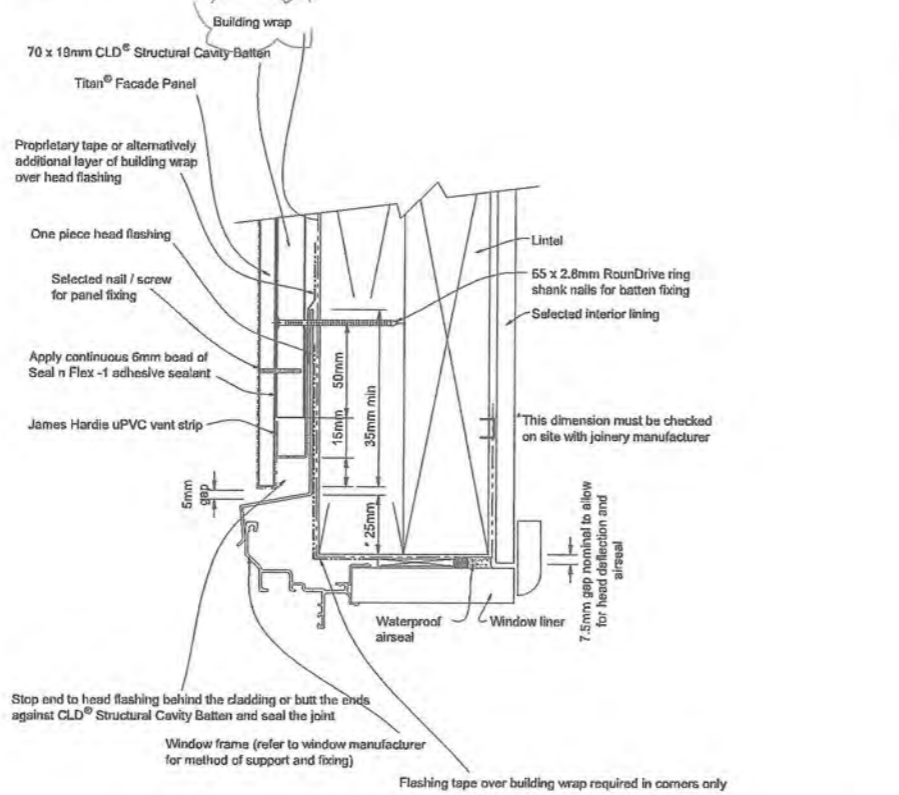 Building wrap
70 x 19mm CLD® Structural Cavity Batten
Titan® Facade Panel
Proprietary tape or alternatively
additional layer of building wrap
over head flashing
One piece head flashing
Selected nail / screw
for panel fixing
Apply continuous 6mm bead of
Seal n Flex -1 adhesive sealant
James Hardie uPVC vent strip
5mm
gap
15mm
50mm
35mm min
* 25mm
Lintel
55 x 2.8mm RounDrive ring
shank nails for batten fixing
Selected interior lining
*This dimension must be checked
on site with joinery manufacturer
7.5mm gap nominal to allow
for head deflection and
airseal
Waterproof
airseal
Window liner
Stop end to head flashing behind the cladding or butt the ends
against CLD® Structural Cavity Batten and seal the joint
Window frame (refer to window manufacturer
for method of support and fixing)
Flashing tape over building wrap required in corners only